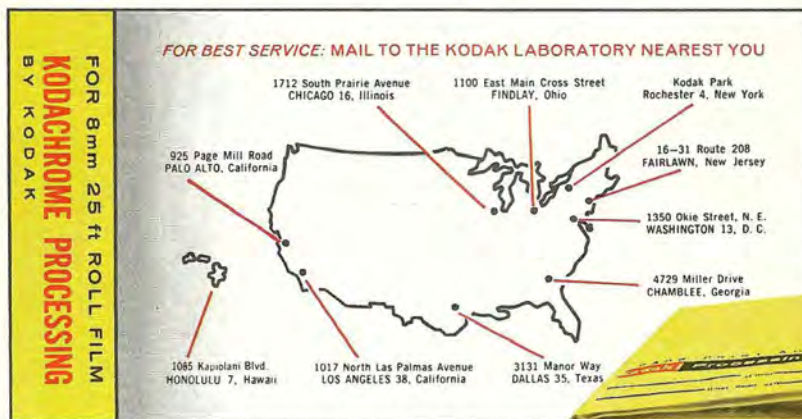 FOR 8mm 25 ft ROLL FILM
KODACHROME PROCESSING
BY KODAK
FOR BEST SERVICE: MAIL TO THE KODAK LABORATORY NEAREST YOU
1712 South Prairie Avenue
CHICAGO 16, Illinois
1100 East Main Cross Street
FINDLAY, Ohio
Kodak Park
Rochester 4, New York
925 Page Mill Road
PALO ALTO, California
16-31 Route 208
FAIRLAWN, New Jersey
1350 Okie Street, N. E.
WASHINGTON 13, D. C.
4729 Miller Drive
CHAMBLEE, Georgia
1065 Kapiolani Blvd.
HONOLULU 7, Hawaii
1017 North Las Palmas Avenue
LOS ANGELES 38, California
3131 Manor Way
DALLAS 35, Texas